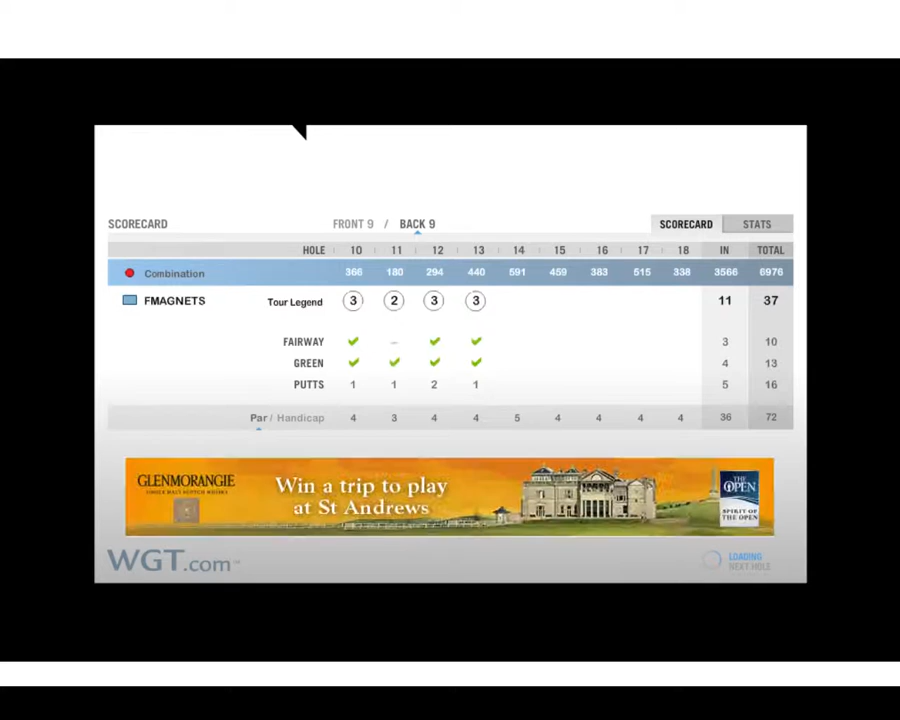 SCORECARD FRONT 9 / BACK 9 SCORECARD STATS
HOLE 10 11 12 13 14 15 16 17 18 IN TOTAL
Combination 366 180 294 440 591 459 383 515 338 3566 6976
FMAGNETS Tour Legend 3 2 3 3 11 37
FAIRWAY – 3 10
GREEN 4 13
PUTTS 1 1 2 1 5 16
Par / Handicap 4 3 4 4 5 4 4 4 4 36 72
GLENMORANGIE
SINGLE MALT SCOTCH WHISKY
Win a trip to play
at St Andrews
THE
OPEN
SPIRIT OF
THE OPEN
WGT.com
LOADING
NEXT HOLE